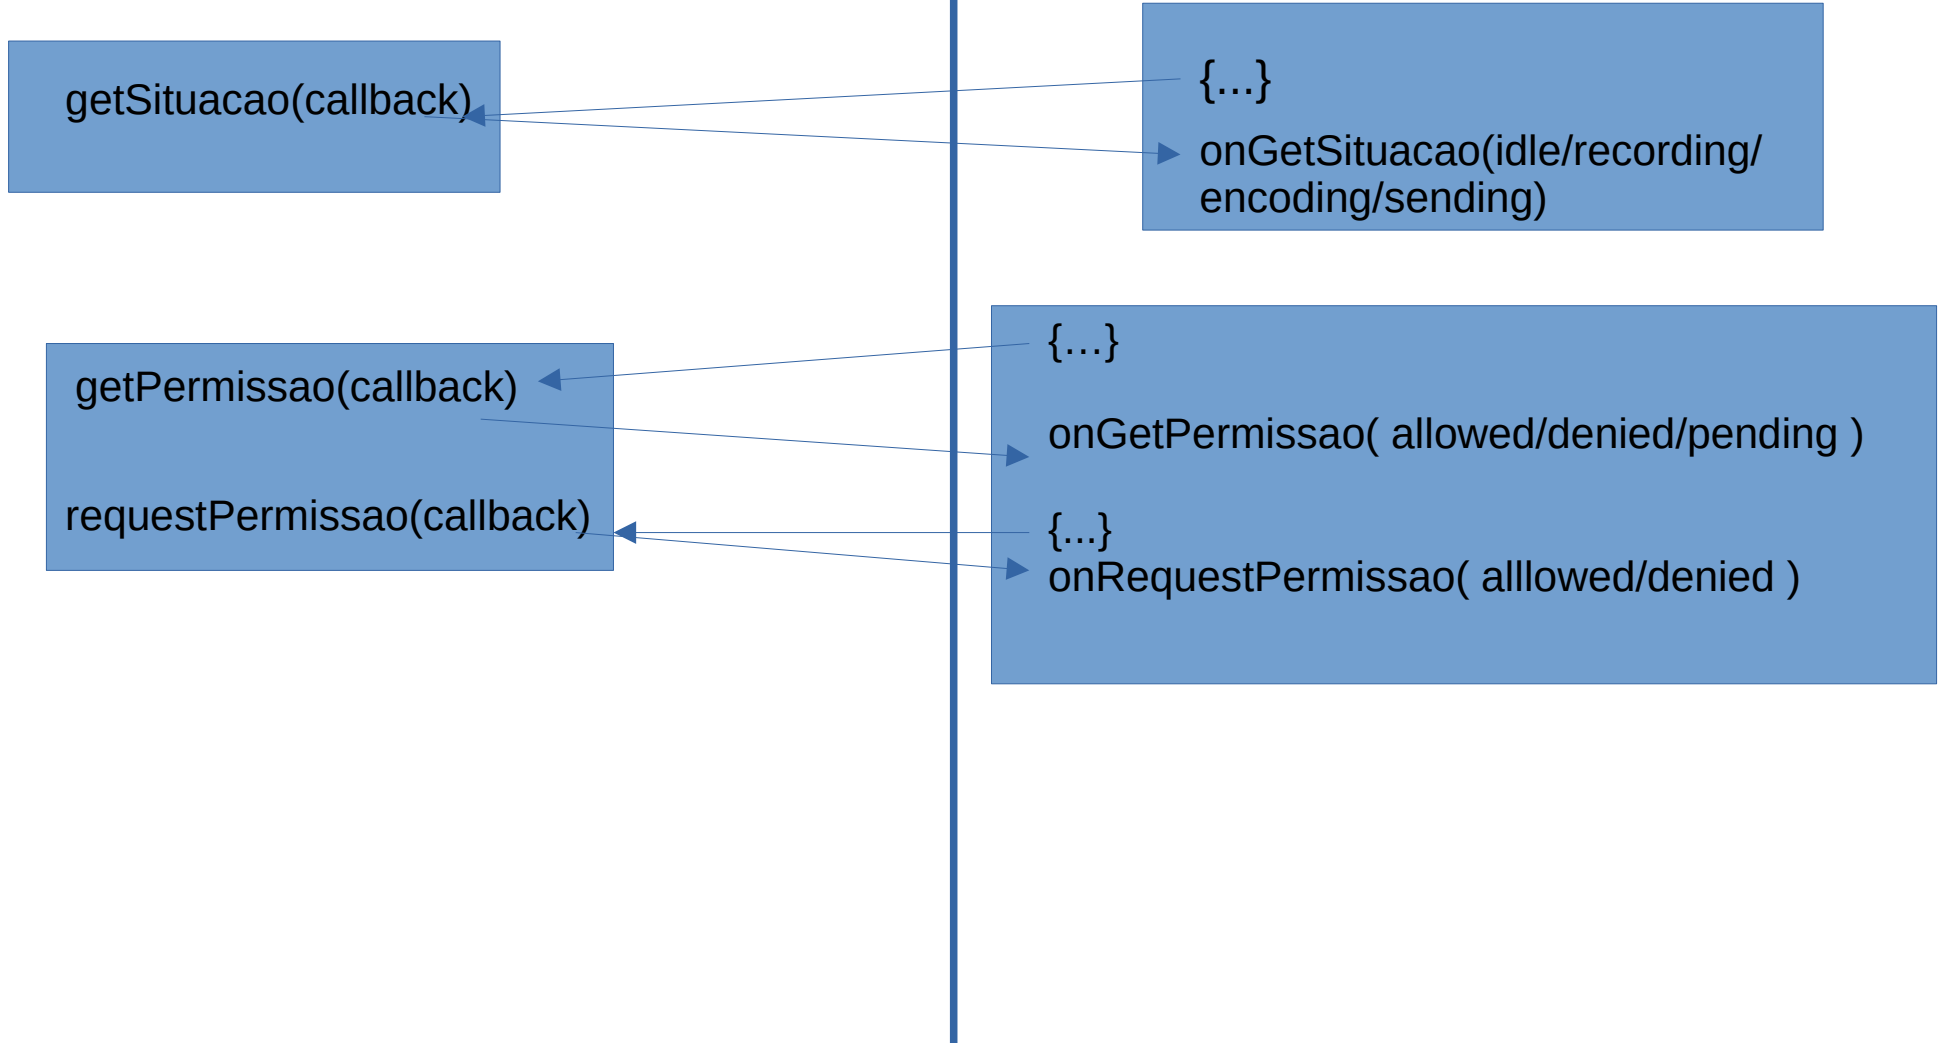 getSituacao(callback)
{...}
onGetSituacao(idle/recording/
encoding/sending)
getPermissao(callback)
requestPermissao(callback)
{...}
onGetPermissao( allowed/denied/pending )
{...}
onRequestPermissao( alllowed/denied )